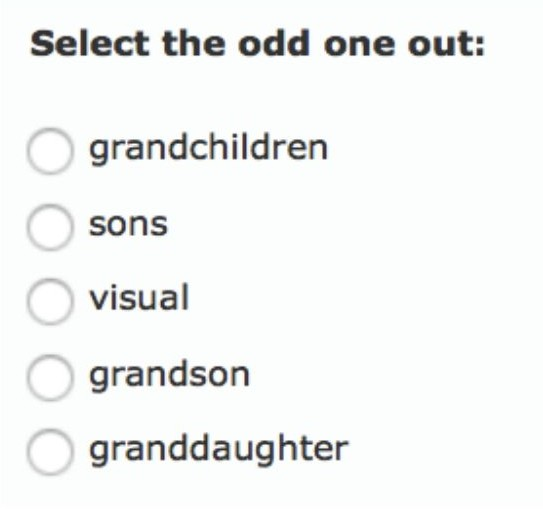 Select the odd one out:
grandchildren
sons
visual
grandson
granddaughter